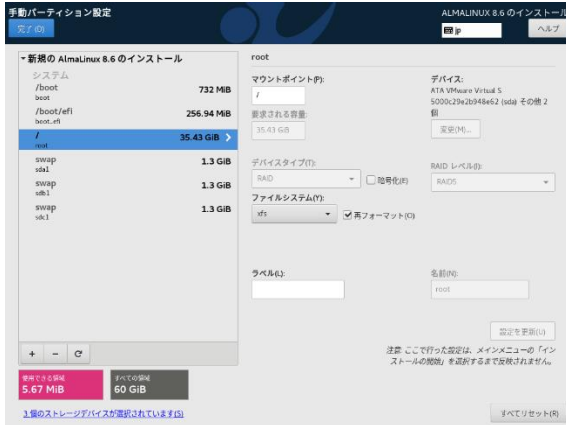 手動パーティション設定
完了(D)
ALMALINUX 8.6 のインストール
jp
ヘルプ
新規の AlmaLinux 8.6 のインストール
システム
/boot
boot
732 MiB
/boot/efi
boot_efi
256.94 MiB
/
root
35.43 GiB
swap
sda1
1.3 GiB
swap
sdb1
1.3 GiB
swap
sdc1
1.3 GiB
+ - C
使用できる領域
5.67 MiB
すべての領域
60 GiB
3 個のストレージデバイスが選択されています(S)
root
マウントポイント(P):
/
要求される容量:
35.43 GiB
デバイス:
ATA VMware Virtual S
5000c29e2b948e62 (sda) その他 2
個
変更(M)...
デバイスタイプ(T):
RAID
暗号化(E)
RAID レベル(I):
RAID5
ファイルシステム(Y):
xfs
再フォーマット(O)
ラベル(L):
名前(N):
root
設定を更新(U)
注意: ここで行った設定は、メインメニューの「イン
ストールの開始」を選択するまで反映されません。
すべてリセット(R)